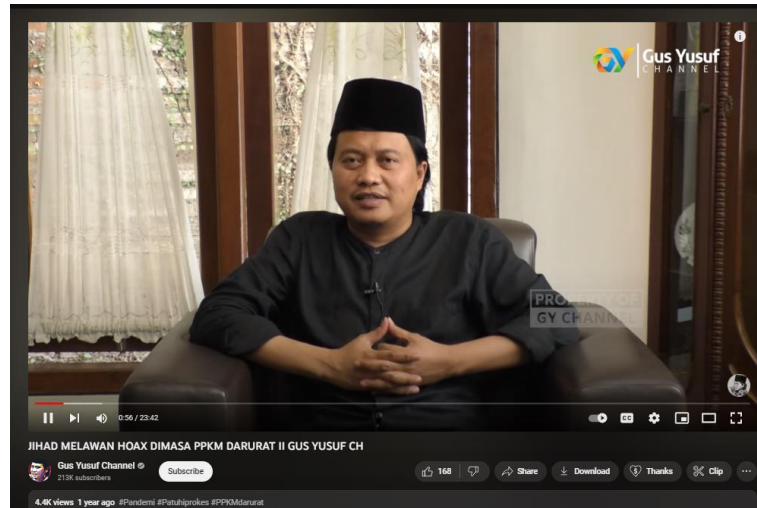 Gus Yusuf
CHANNEL
PROPERTY OF
GY CHANNEL
0:56 / 23:42
CC
JIHAD MELAWAN HOAX DIMASA PPKM DARURAT II GUS YUSUF CH
Gus Yusuf Channel
213K subscribers
Subscribe
168
Share
Download
Thanks
Clip
4.4K views 1 year ago #Pandemi #Patuhiprokes #PPKMdarurat